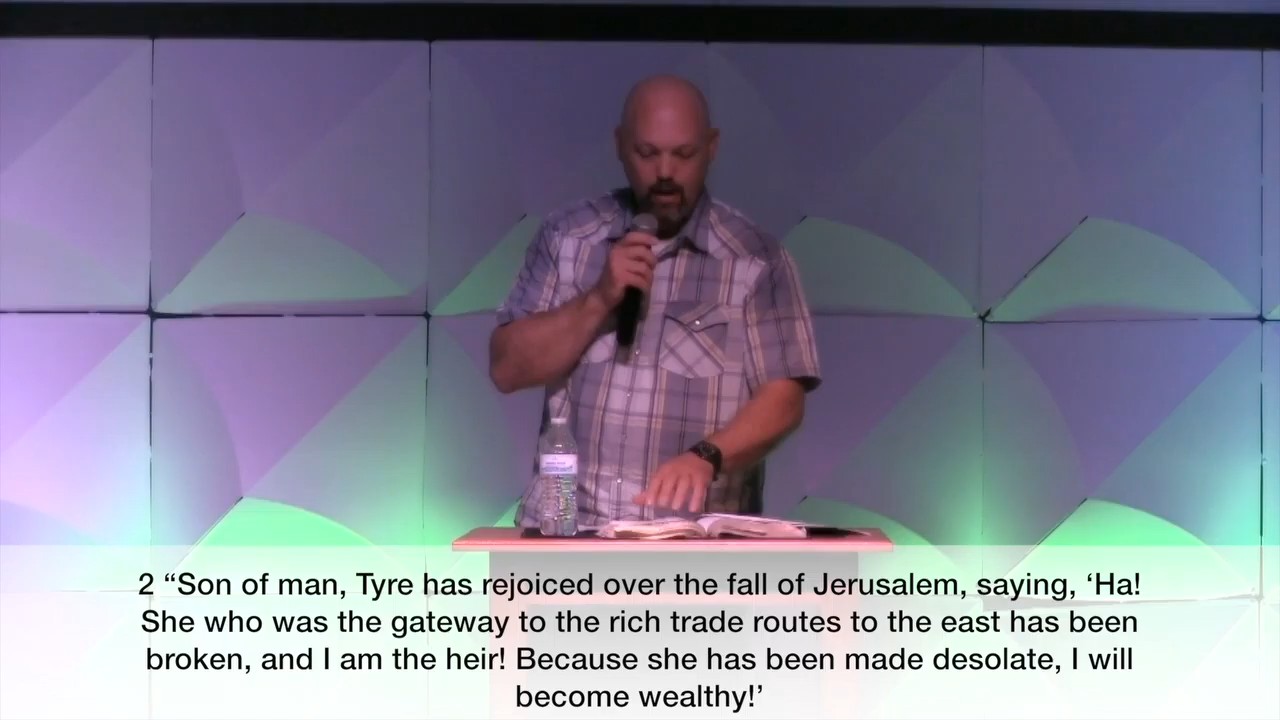 2 “Son of man, Tyre has rejoiced over the fall of Jerusalem, saying, ‘Ha!
She who was the gateway to the rich trade routes to the east has been
broken, and I am the heir! Because she has been made desolate, I will
become wealthy!’